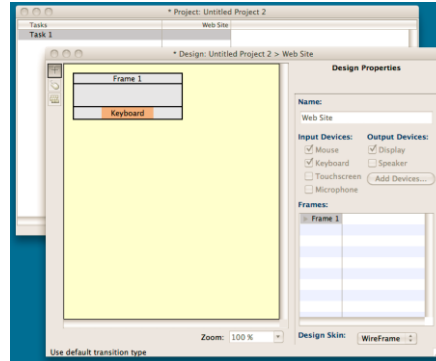 * Project: Untitled Project 2
Tasks Web Site
Task 1
* Design: Untitled Project 2 > Web Site
Frame 1
Keyboard
Design Properties
Name:
Web Site
Input Devices: Output Devices:
Mouse Display
Keyboard Speaker
Touchscreen Add Devices...
Microphone
Frames:
Frame 1
Zoom: 100 % Design Skin: WireFrame
Use default transition type